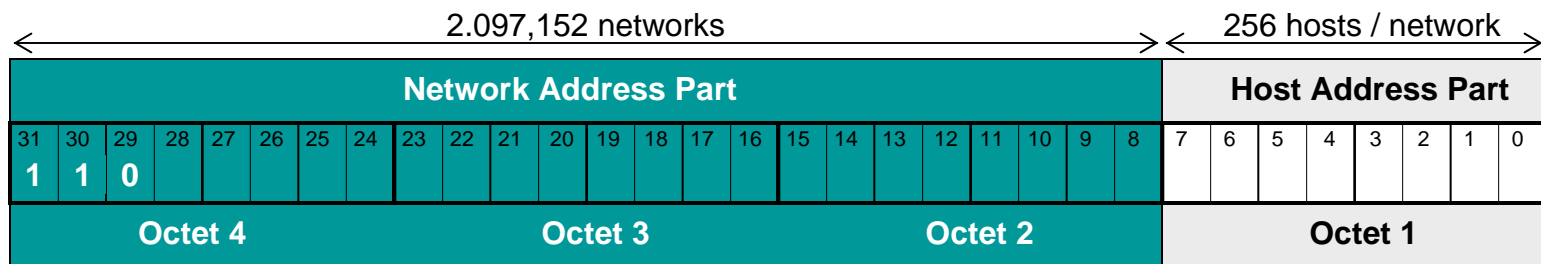 2.097,152 networks 256 hosts / network
Network Address Part Host Address Part
31 30 29 28 27 26 25 24 23 22 21 20 19 18 17 16 15 14 13 12 11 10 9 8 7 6 5 4 3 2 1 0
1 1 0
Octet 4 Octet 3 Octet 2 Octet 1